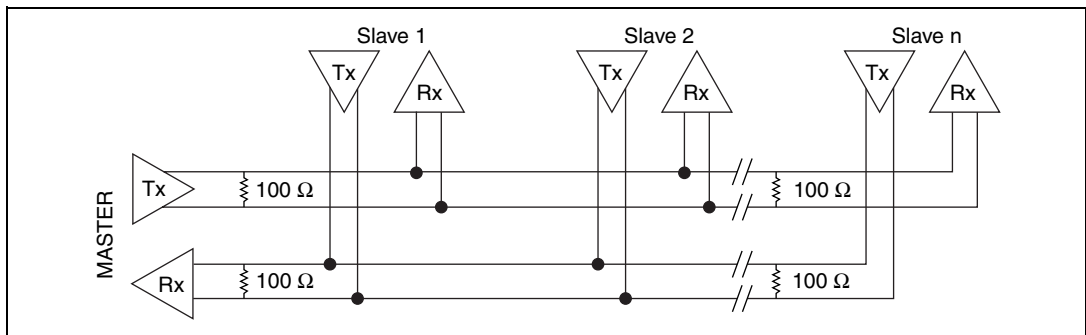 Slave 1
Slave 2
Slave n
Tx
Rx
Tx
Rx
Tx
Rx
MASTER
Tx
100 Ω
100 Ω
Rx
100 Ω
100 Ω